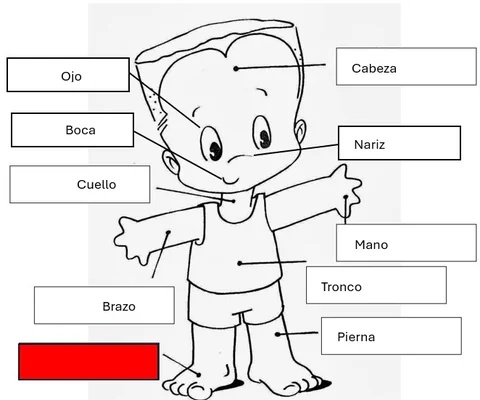 Ojo
Cabeza
Boca
Nariz
Cuello
Mano
Tronco
Brazo
Pierna